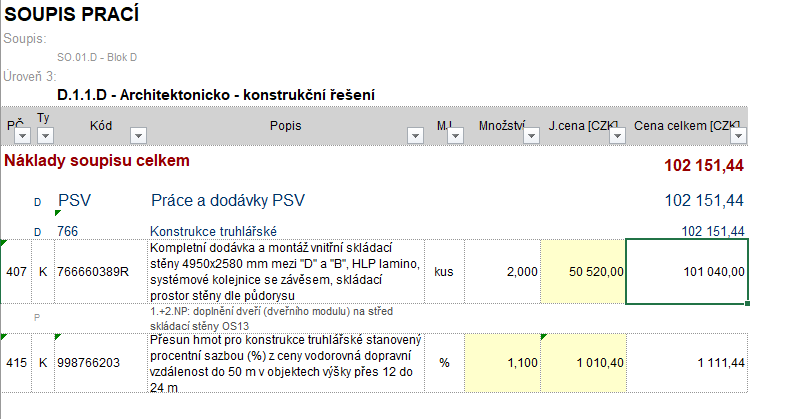 SOUPIS PRACÍ
Soupis:
SO.01.D - Blok D
Úroveň 3:
D.1.1.D - Architektonicko - konstrukční řešení
PČ Ty Kód Popis MJ Množství J.cena [CZK] Cena celkem [CZK]
Náklady soupisu celkem 102 151,44
D PSV Práce a dodávky PSV 102 151,44
D 766 Konstrukce truhlářské 102 151,44
407 K 766660389R Kompletní dodávka a montáž vnitřní skládací
stěny 4950x2580 mm mezi "D" a "B", HLP lamino,
systémové kolejnice se závěsem, skládací
prostor stěny dle půdorysu
kus 2,000 50 520,00 101 040,00
P 1.+2.NP: doplnění dveří (dveřního modulu) na střed
skládací stěny OS13
415 K 998766203 Přesun hmot pro konstrukce truhlářské stanovený
procentní sazbou (%) z ceny vodorovná dopravní
vzdálenost do 50 m v objektech výšky přes 12 do
24 m
% 1,100 1 010,40 1 111,44